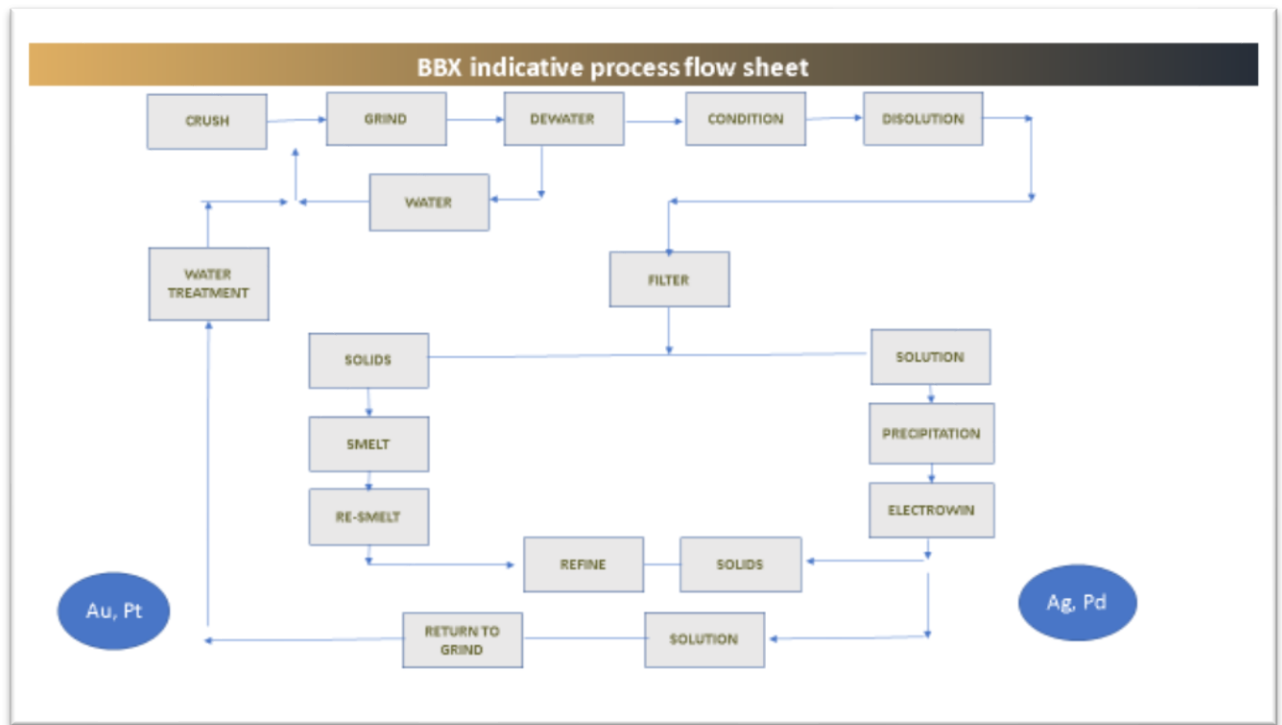 BBX indicative process flow sheet
CRUSH
GRIND
DEWATER
CONDITION
DISOLUTION
WATER
WATER
TREATMENT
FILTER
SOLIDS
SOLUTION
SMELT
PRECIPITATION
RE-SMELT
ELECTROWIN
REFINE
SOLIDS
Au, Pt
Ag, Pd
RETURN TO
GRIND
SOLUTION